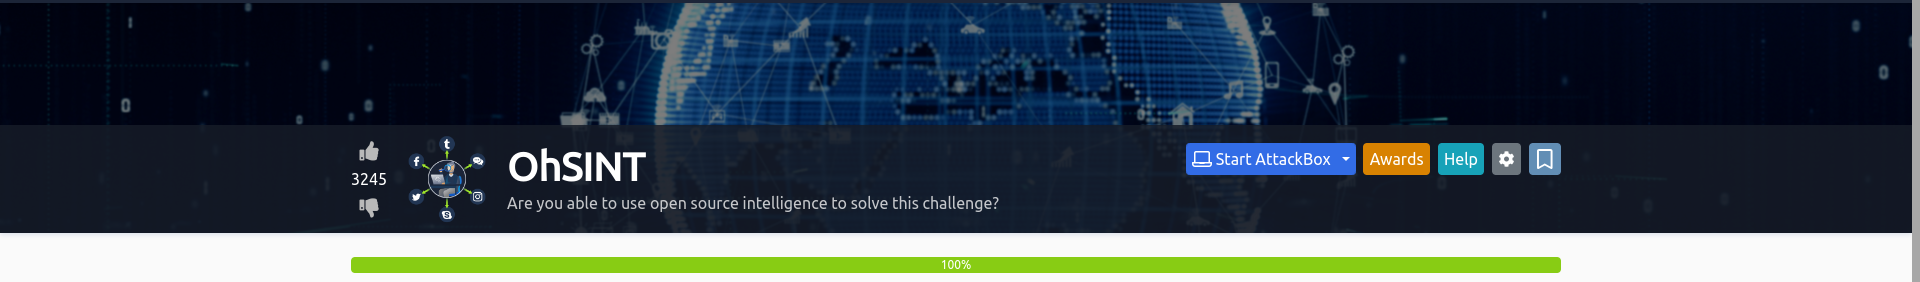 3245
OhSINT
Are you able to use open source intelligence to solve this challenge?
Start AttackBox
Awards
Help
100%